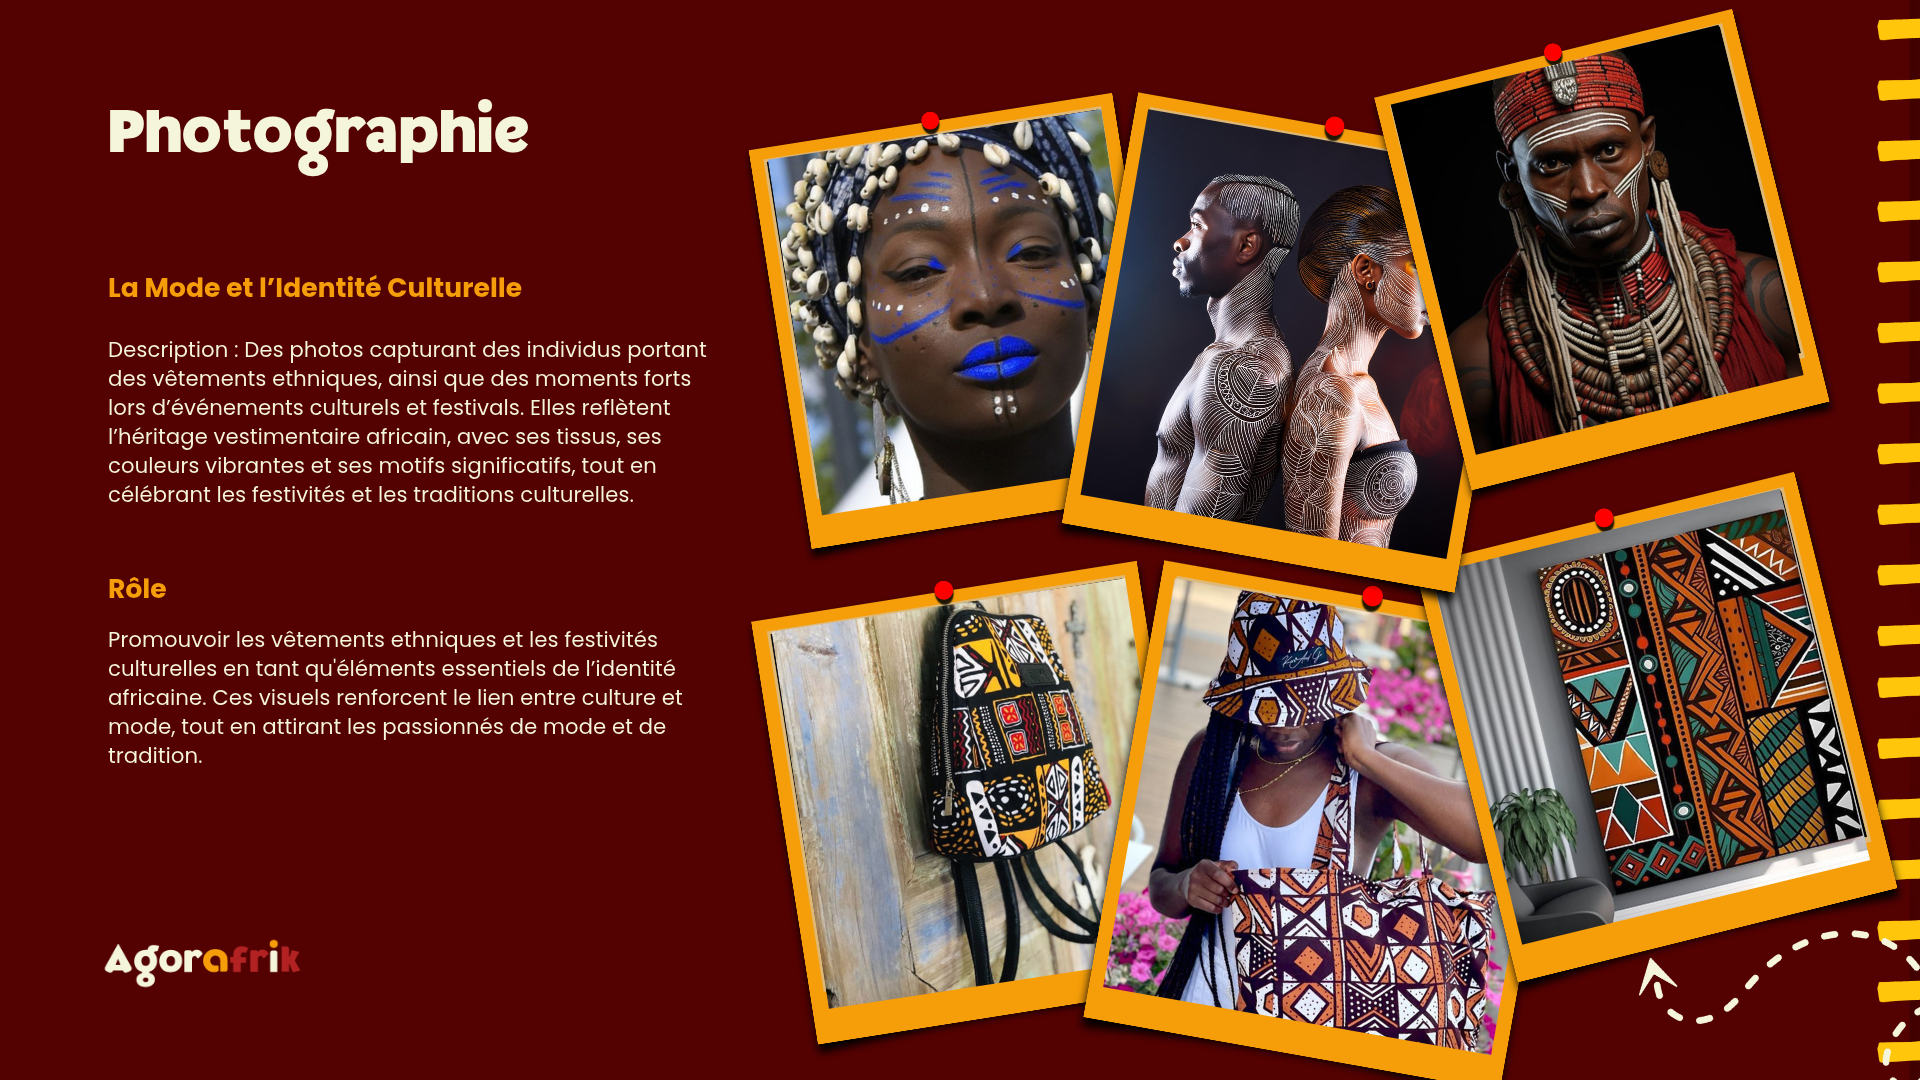 Photographie
La Mode et l’Identité Culturelle
Description : Des photos capturant des individus portant
des vêtements ethniques, ainsi que des moments forts
lors d’événements culturels et festivals. Elles reflètent
l’héritage vestimentaire africain, avec ses tissus, ses
couleurs vibrantes et ses motifs significatifs, tout en
célébrant les festivités et les traditions culturelles.
Rôle
Promouvoir les vêtements ethniques et les festivités
culturelles en tant qu'éléments essentiels de l’identité
africaine. Ces visuels renforcent le lien entre culture et
mode, tout en attirant les passionnés de mode et de
tradition.
Agorafrik